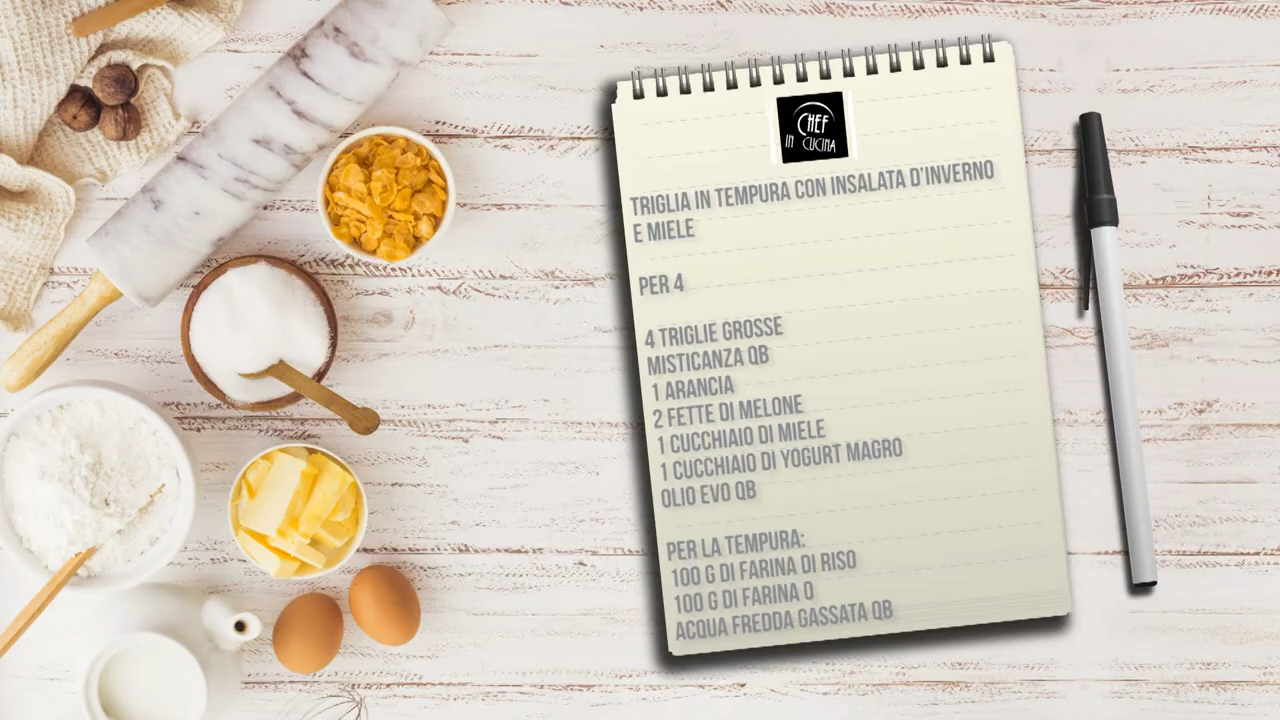 CHEF
IN CUCINA
TRIGLIA IN TEMPURA CON INSALATA D'INVERNO
E MIELE
PER 4
4 TRIGLIE GROSSE
MISTICANZA QB
1 ARANCIA
2 FETTE DI MELONE
1 CUCCHIAIO DI MIELE
1 CUCCHIAIO DI YOGURT MAGRO
OLIO EVO QB
PER LA TEMPURA:
100 G DI FARINA DI RISO
100 G DI FARINA 0
ACQUA FREDDA GASSATA QB